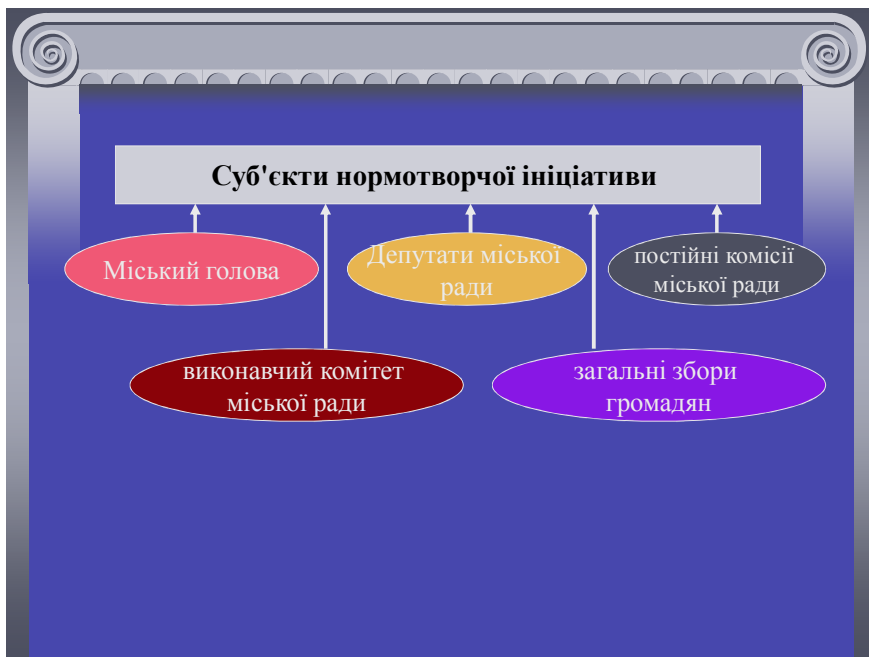 Суб'єкти нормотворчої ініціативи
Міський голова
Депутати міської
ради
постійні комісії
міської ради
виконавчий комітет
міської ради
загальні збори
громадян